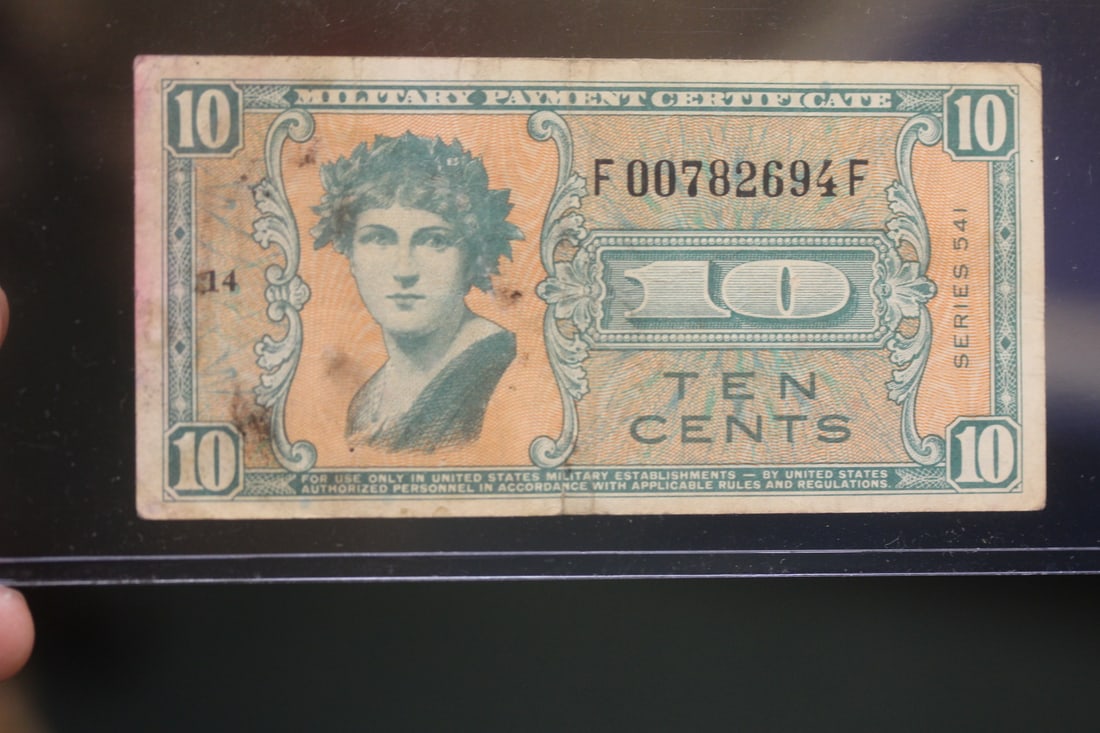 10 MILITARY PAYMENT CERTIFICATE 10
F 00782694 F
14
10
SERIES 541
TEN
CENTS
10 10
FOR USE ONLY IN UNITED STATES MILITARY ESTABLISHMENTS — BY UNITED STATES
AUTHORIZED PERSONNEL IN ACCORDANCE WITH APPLICABLE RULES AND REGULATIONS.